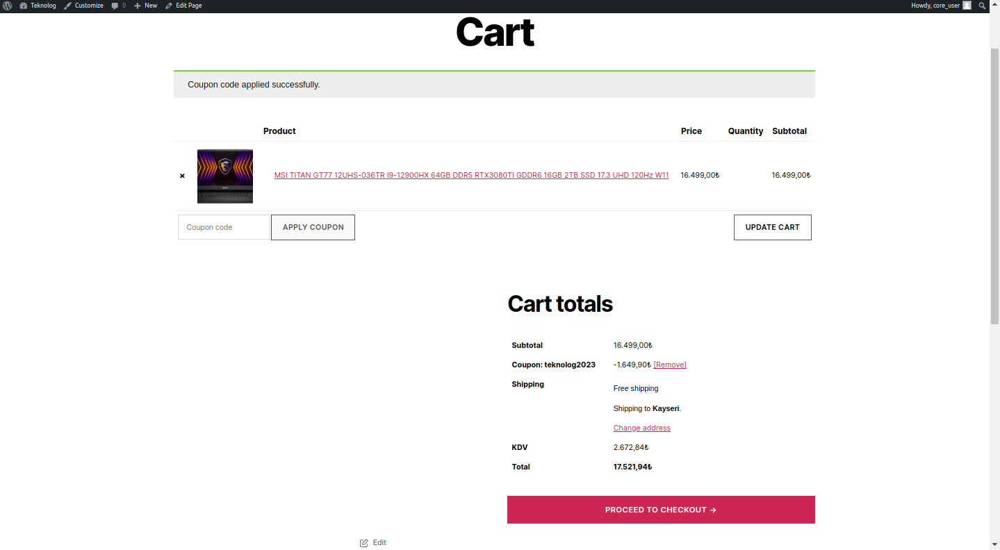 Teknolog Customize 0 New Edit Page Howdy, core_user
Cart
Coupon code applied successfully.
Product Price Quantity Subtotal
× MSI TITAN GT77 12UHS-036TR I9-12900HX 64GB DDR5 RTX3080TI GDDR6 16GB 2TB SSD 17.3 UHD 120Hz W11 16.499,00₺ 16.499,00₺
Coupon code APPLY COUPON UPDATE CART
Cart totals
Subtotal 16.499,00₺
Coupon: teknolog2023 -1.649,90₺ [Remove]
Shipping Free shipping
Shipping to Kayseri.
Change address
KDV 2.672,84₺
Total 17.521,94₺
PROCEED TO CHECKOUT →
Edit